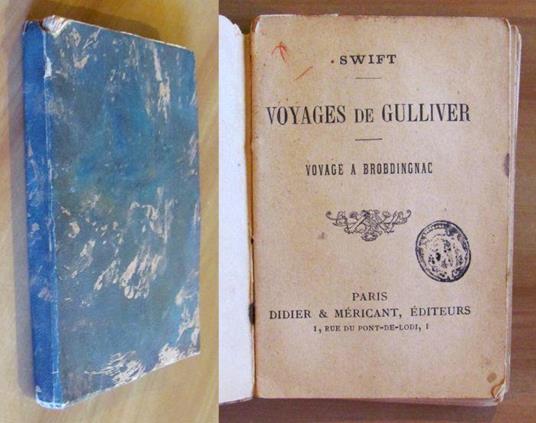 SWIFT
VOYAGES DE GULLIVER
VOYAGE A BROBDINGNAC
PARIS
DIDIER & MÉRICANT, ÉDITEURS
1, RUE DU PONT-DE-LODI, 1